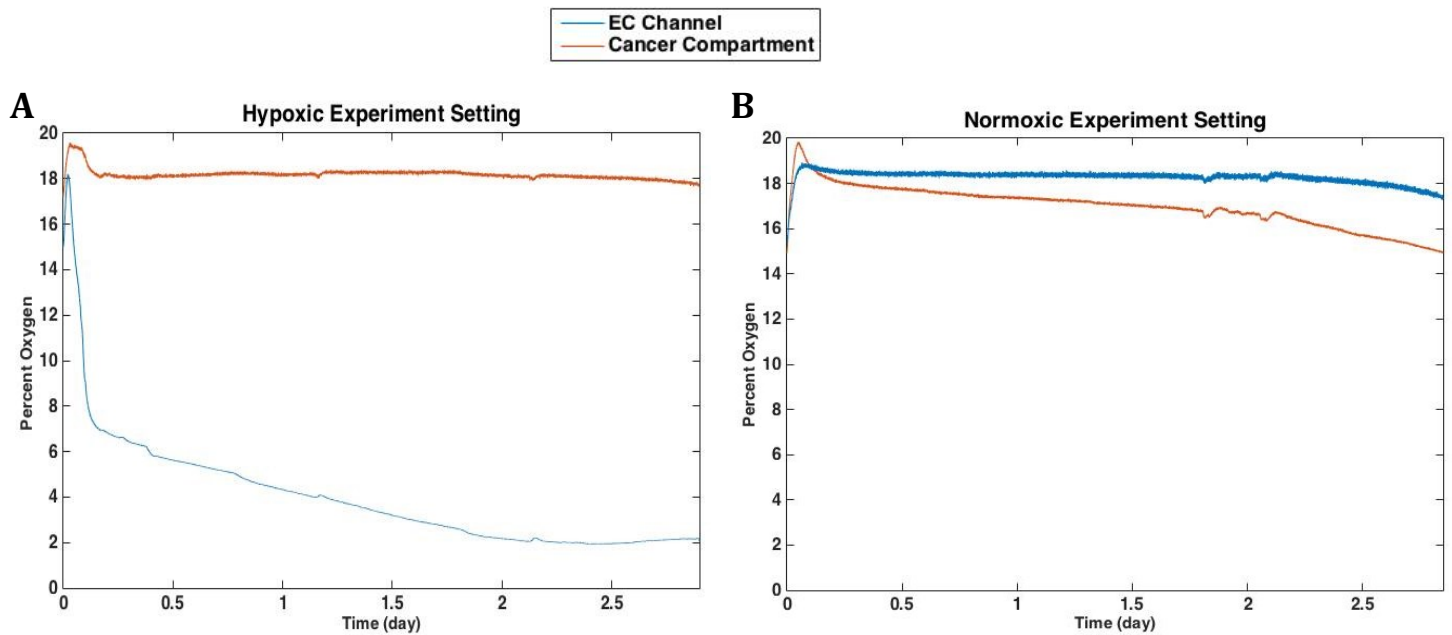 EC Channel
Cancer Compartment
A
Hypoxic Experiment Setting
20
18
16
14
12
10
8
6
4
2
0
Percent Oxygen
0 0.5 1 1.5 2 2.5
Time (day)
B
Normoxic Experiment Setting
20
18
16
14
12
10
8
6
4
2
0
Percent Oxygen
0 0.5 1 1.5 2 2.5
Time (day)